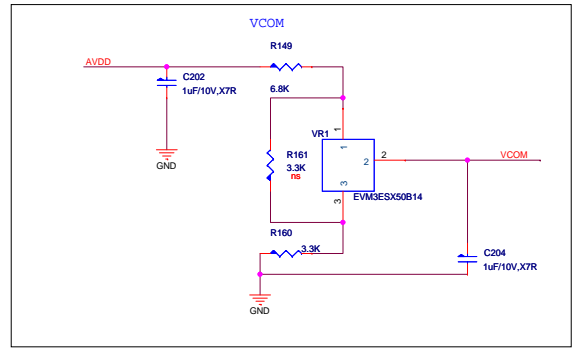 VCOM
R149
AVDD
C202
1uF/10V,X7R
6.8K
1
VR1
1
R161
3.3K
ns
2
2
VCOM
GND
3
3
EVM3ESX50B14
R160
3.3K
C204
1uF/10V,X7R
GND